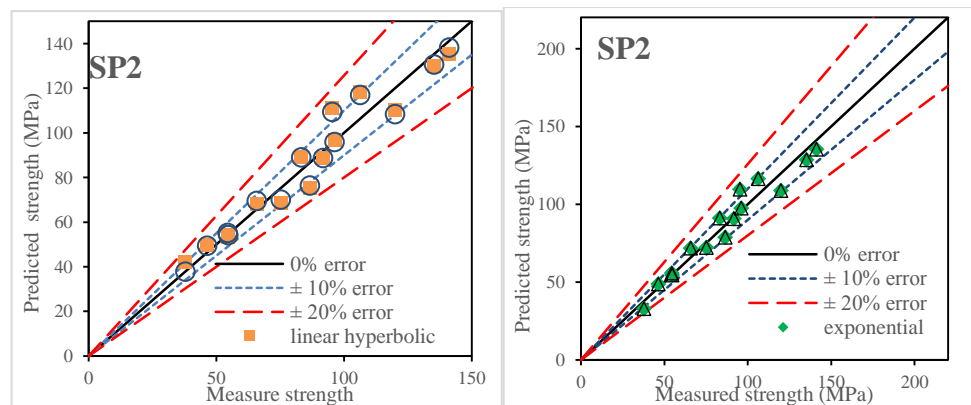 SP2
Predicted strength (MPa)
140
120
100
80
60
40
20
0
0% error
± 10% error
± 20% error
linear hyperbolic
0
50
100
150
Measure strength
SP2
Predicted strength (MPa)
200
150
100
50
0
0% error
± 10% error
± 20% error
exponential
0
50
100
150
200
Measured strength (MPa)